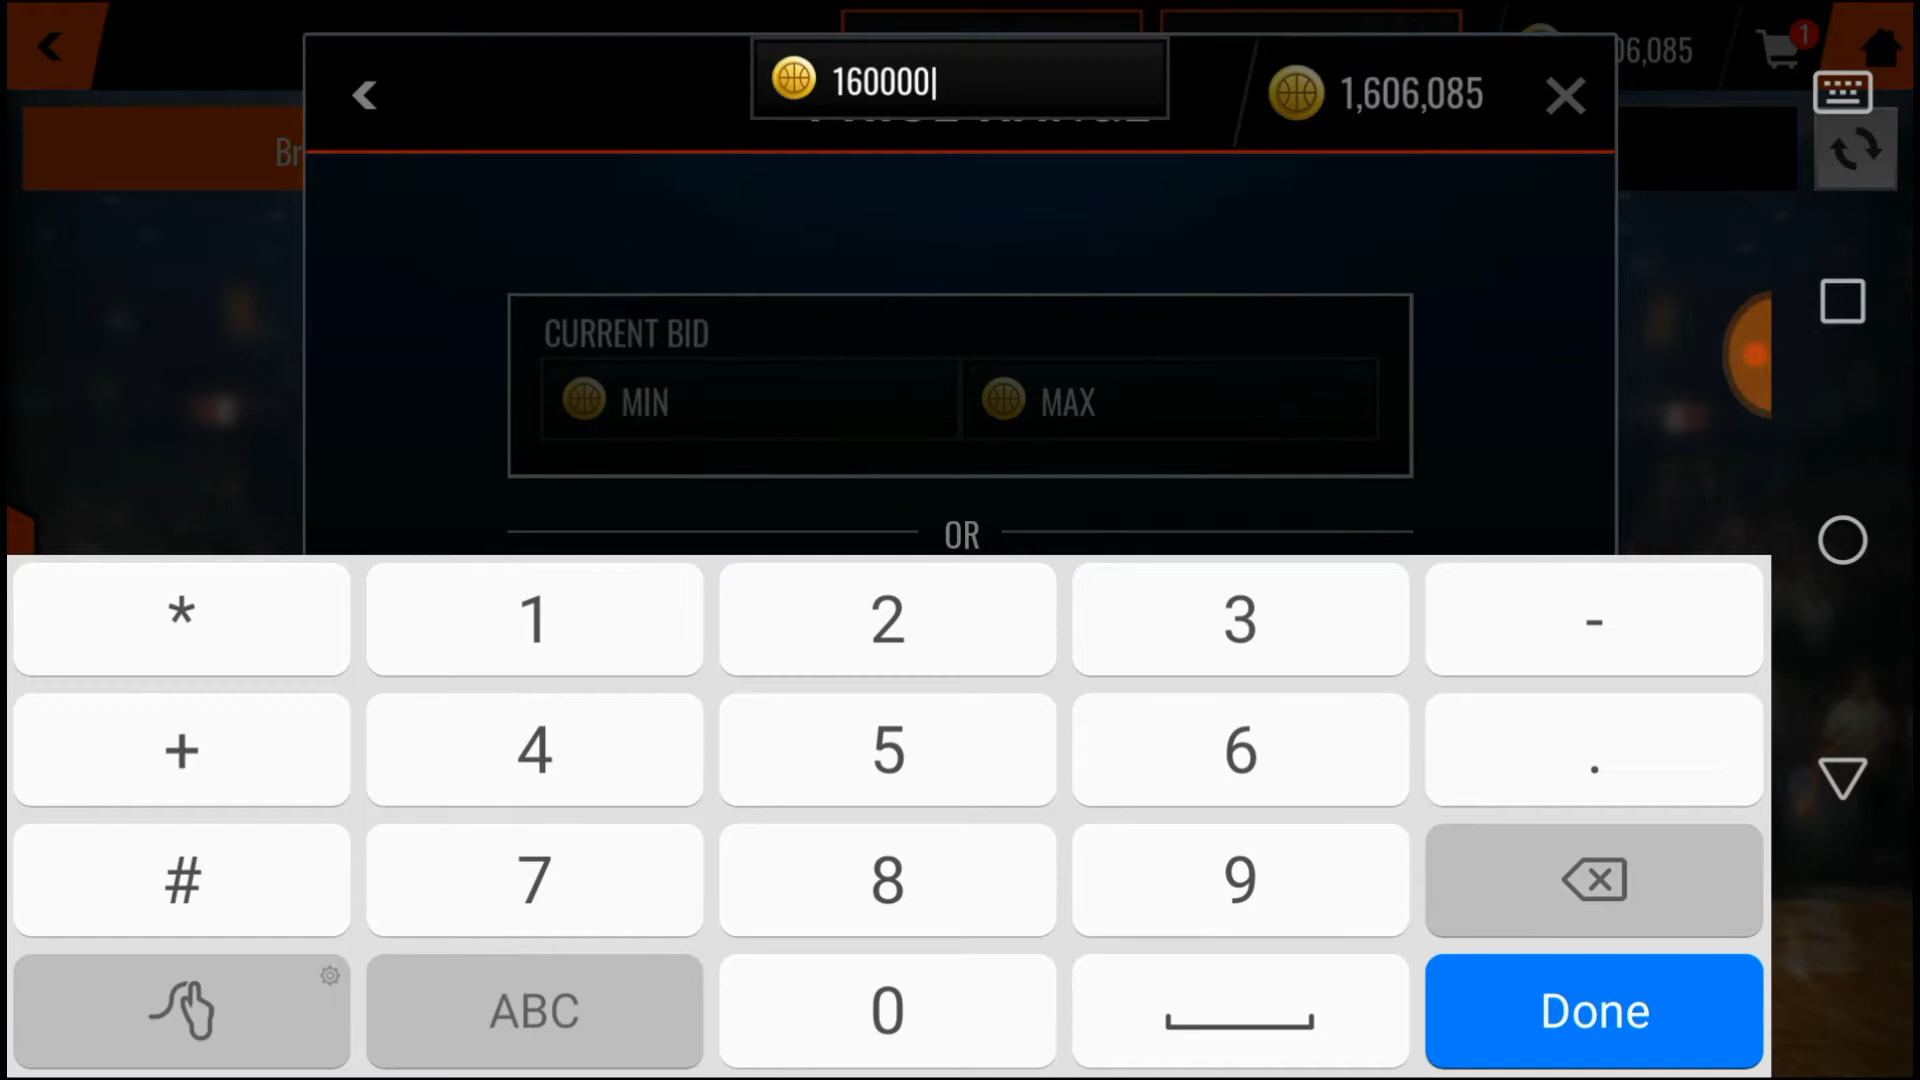 06,085
1
160000
1,606,085
Br
CURRENT BID
MIN
MAX
OR
* 1 2 3 -
+ 4 5 6 .
# 7 8 9
ABC 0 Done